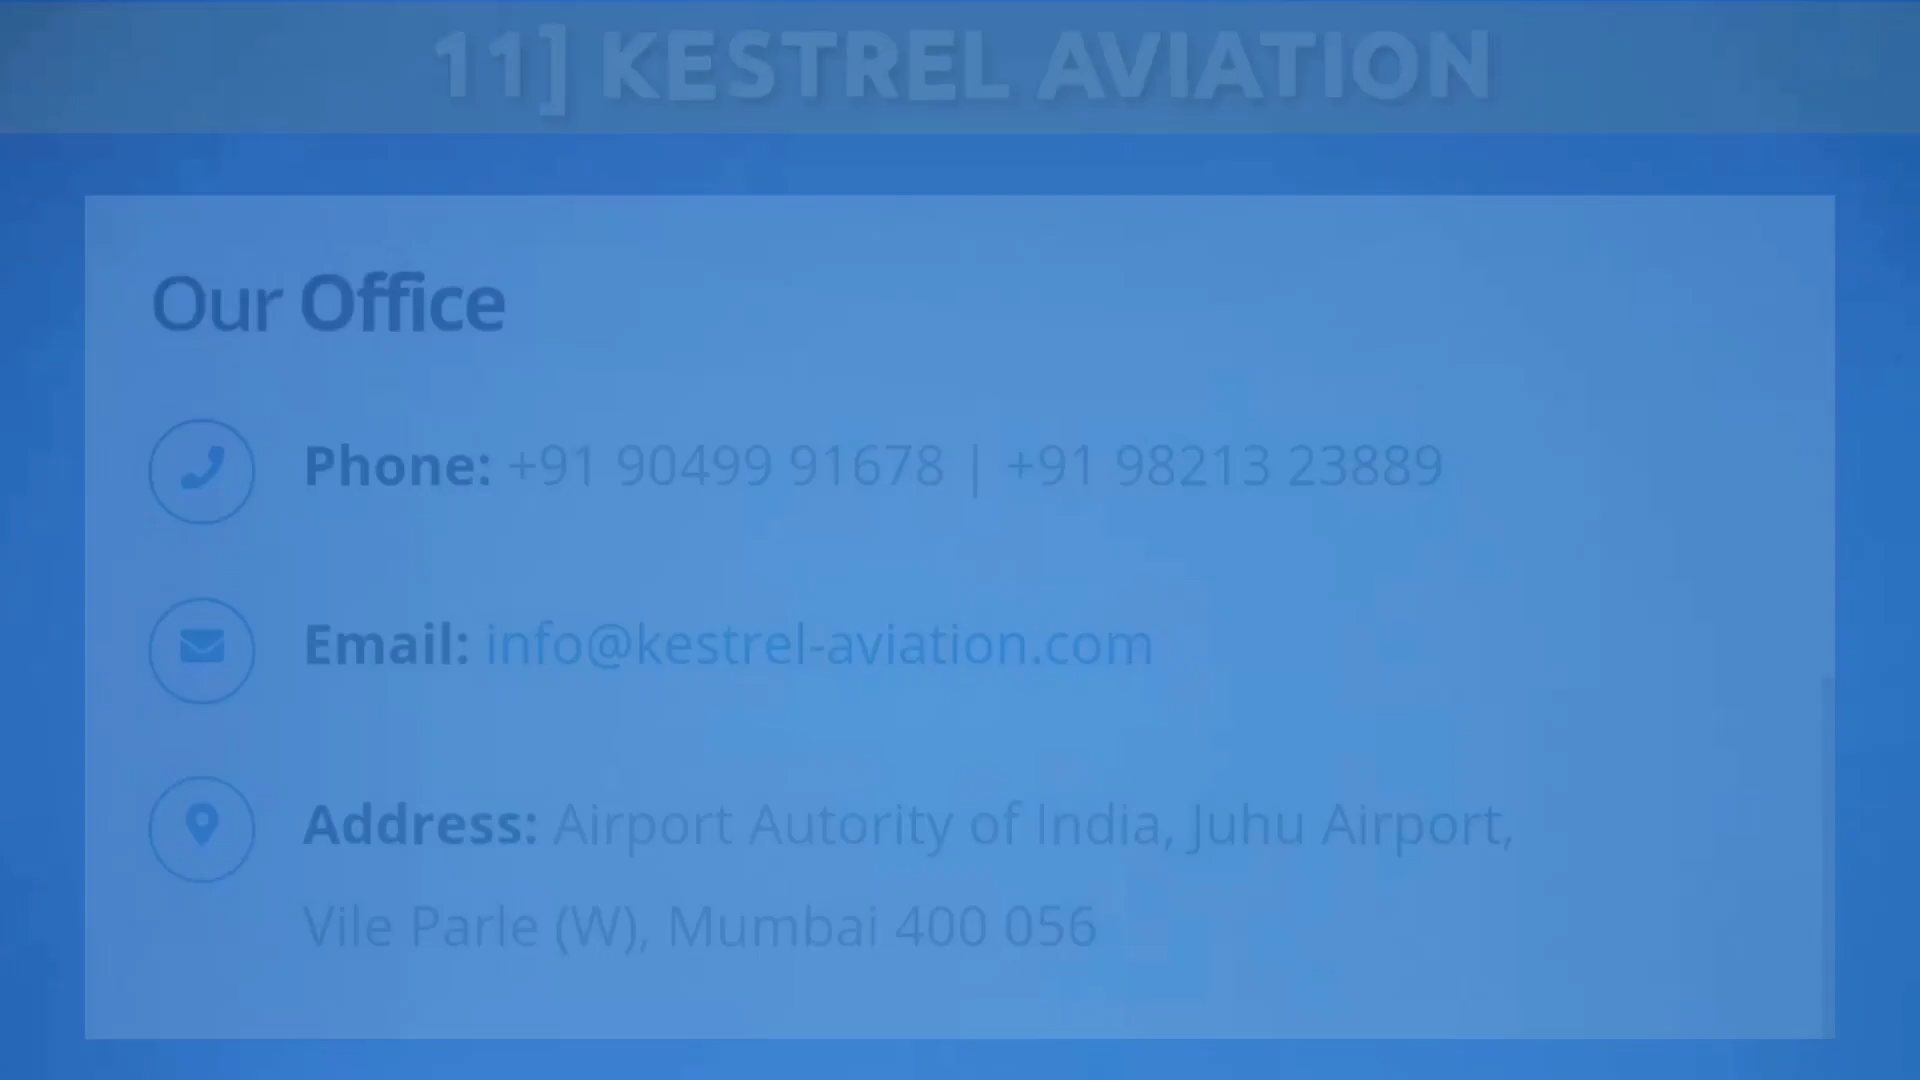 11] KESTREL AVIATION
Our Office
Phone: +91 90499 91678 | +91 98213 23889
Email: info@kestrel-aviation.com
Address: Airport Autority of India, Juhu Airport,
Vile Parle (W), Mumbai 400 056